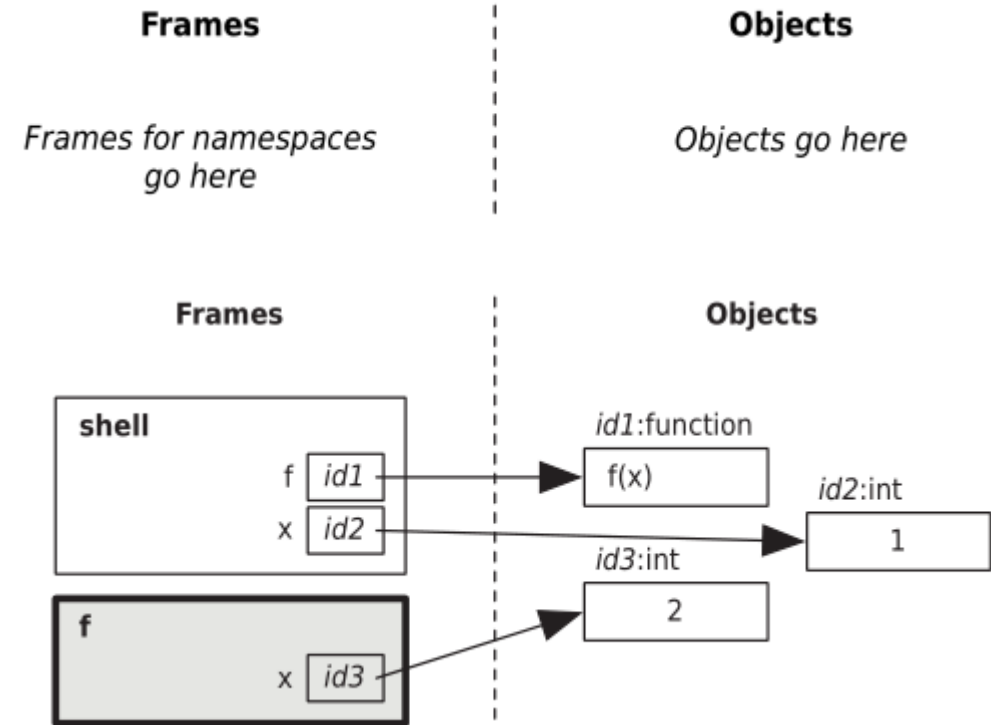 Frames
Objects
Frames for namespaces
go here
Objects go here
Frames
Objects
shell
f id1
x id2
id1:function
f(x)
id2:int
1
id3:int
2
f
x id3